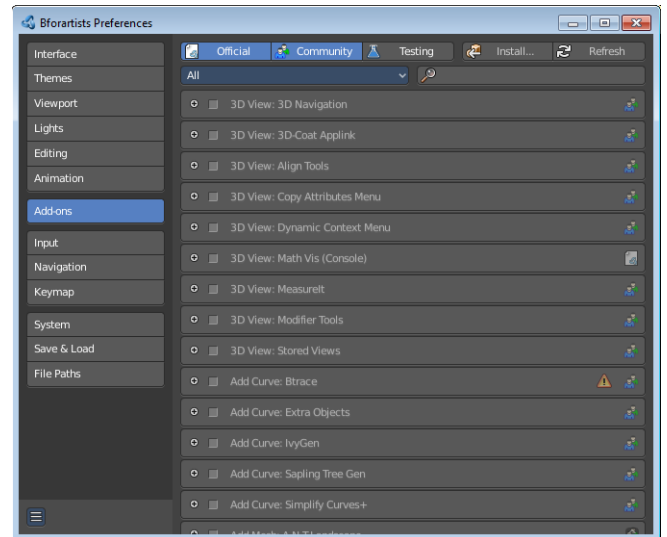 Bforartists Preferences
Interface
Themes
Viewport
Lights
Editing
Animation
Add-ons
Input
Navigation
Keymap
System
Save & Load
File Paths
Official Community Testing Install... Refresh
All
3D View: 3D Navigation
3D View: 3D-Coat Applink
3D View: Align Tools
3D View: Copy Attributes Menu
3D View: Dynamic Context Menu
3D View: Math Vis (Console)
3D View: MeasureIt
3D View: Modifier Tools
3D View: Stored Views
Add Curve: Btrace
Add Curve: Extra Objects
Add Curve: IvyGen
Add Curve: Sapling Tree Gen
Add Curve: Simplify Curves+
Add Mesh: A.N.T.Landscape